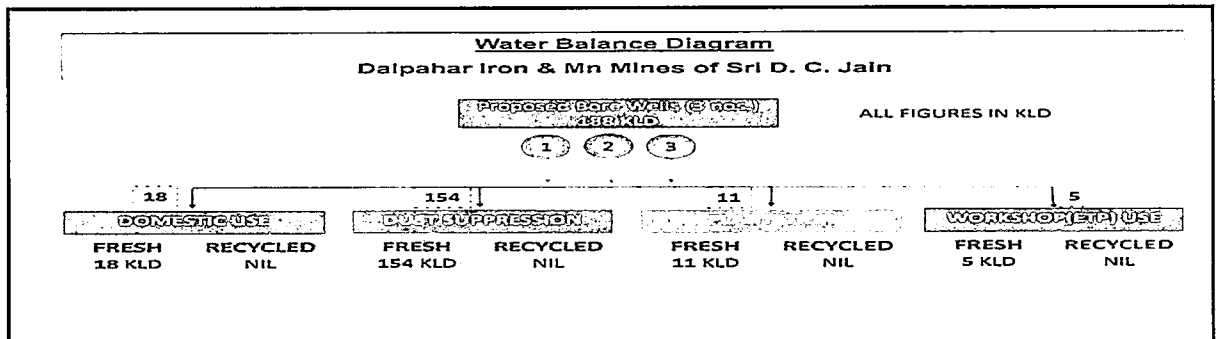 Water Balance Diagram
Dalpahar Iron & Mn Mines of Sri D. C. Jain
Proposed Bore Wells (3 nos.)
KLD
ALL FIGURES IN KLD
1 2 3
18 154 11 5
DOMESTIC USE DUST SUPPRESSION WORKSHOP(ETP) USE
FRESH RECYCLED FRESH RECYCLED FRESH RECYCLED FRESH RECYCLED
18 KLD NIL 154 KLD NIL 11 KLD NIL 5 KLD NIL